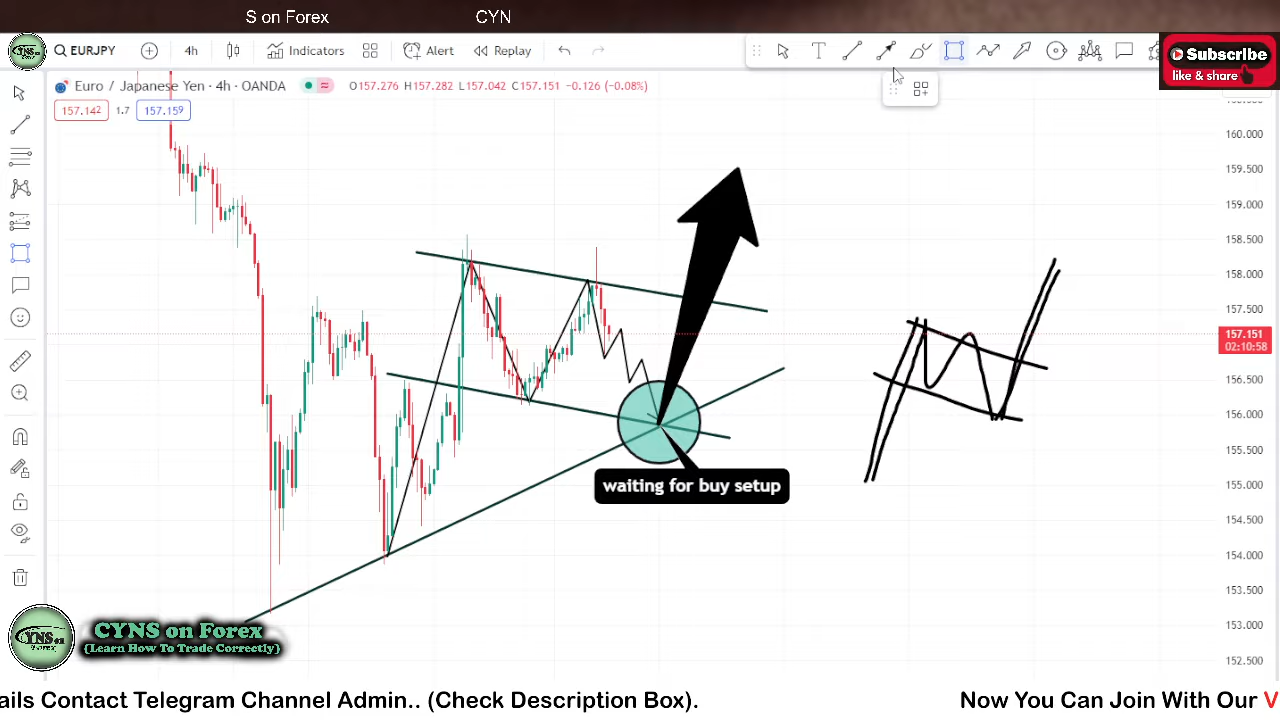 S on Forex CYN
EURJPY 4h Indicators Alert Replay
Subscribe
like & share
Euro / Japanese Yen · 4h · OANDA O157.276 H157.282 L157.042 C157.151 −0.126 (−0.08%)
157.142 1.7 157.159
160.000
159.500
159.000
158.500
158.000
157.500
157.151
02:10:58
156.500
156.000
155.500
155.000
154.500
154.000
153.500
153.000
152.500
waiting for buy setup
CYNS on Forex
{Learn How To Trade Correctly}
ails Contact Telegram Channel Admin.. (Check Description Box). Now You Can Join With Our V